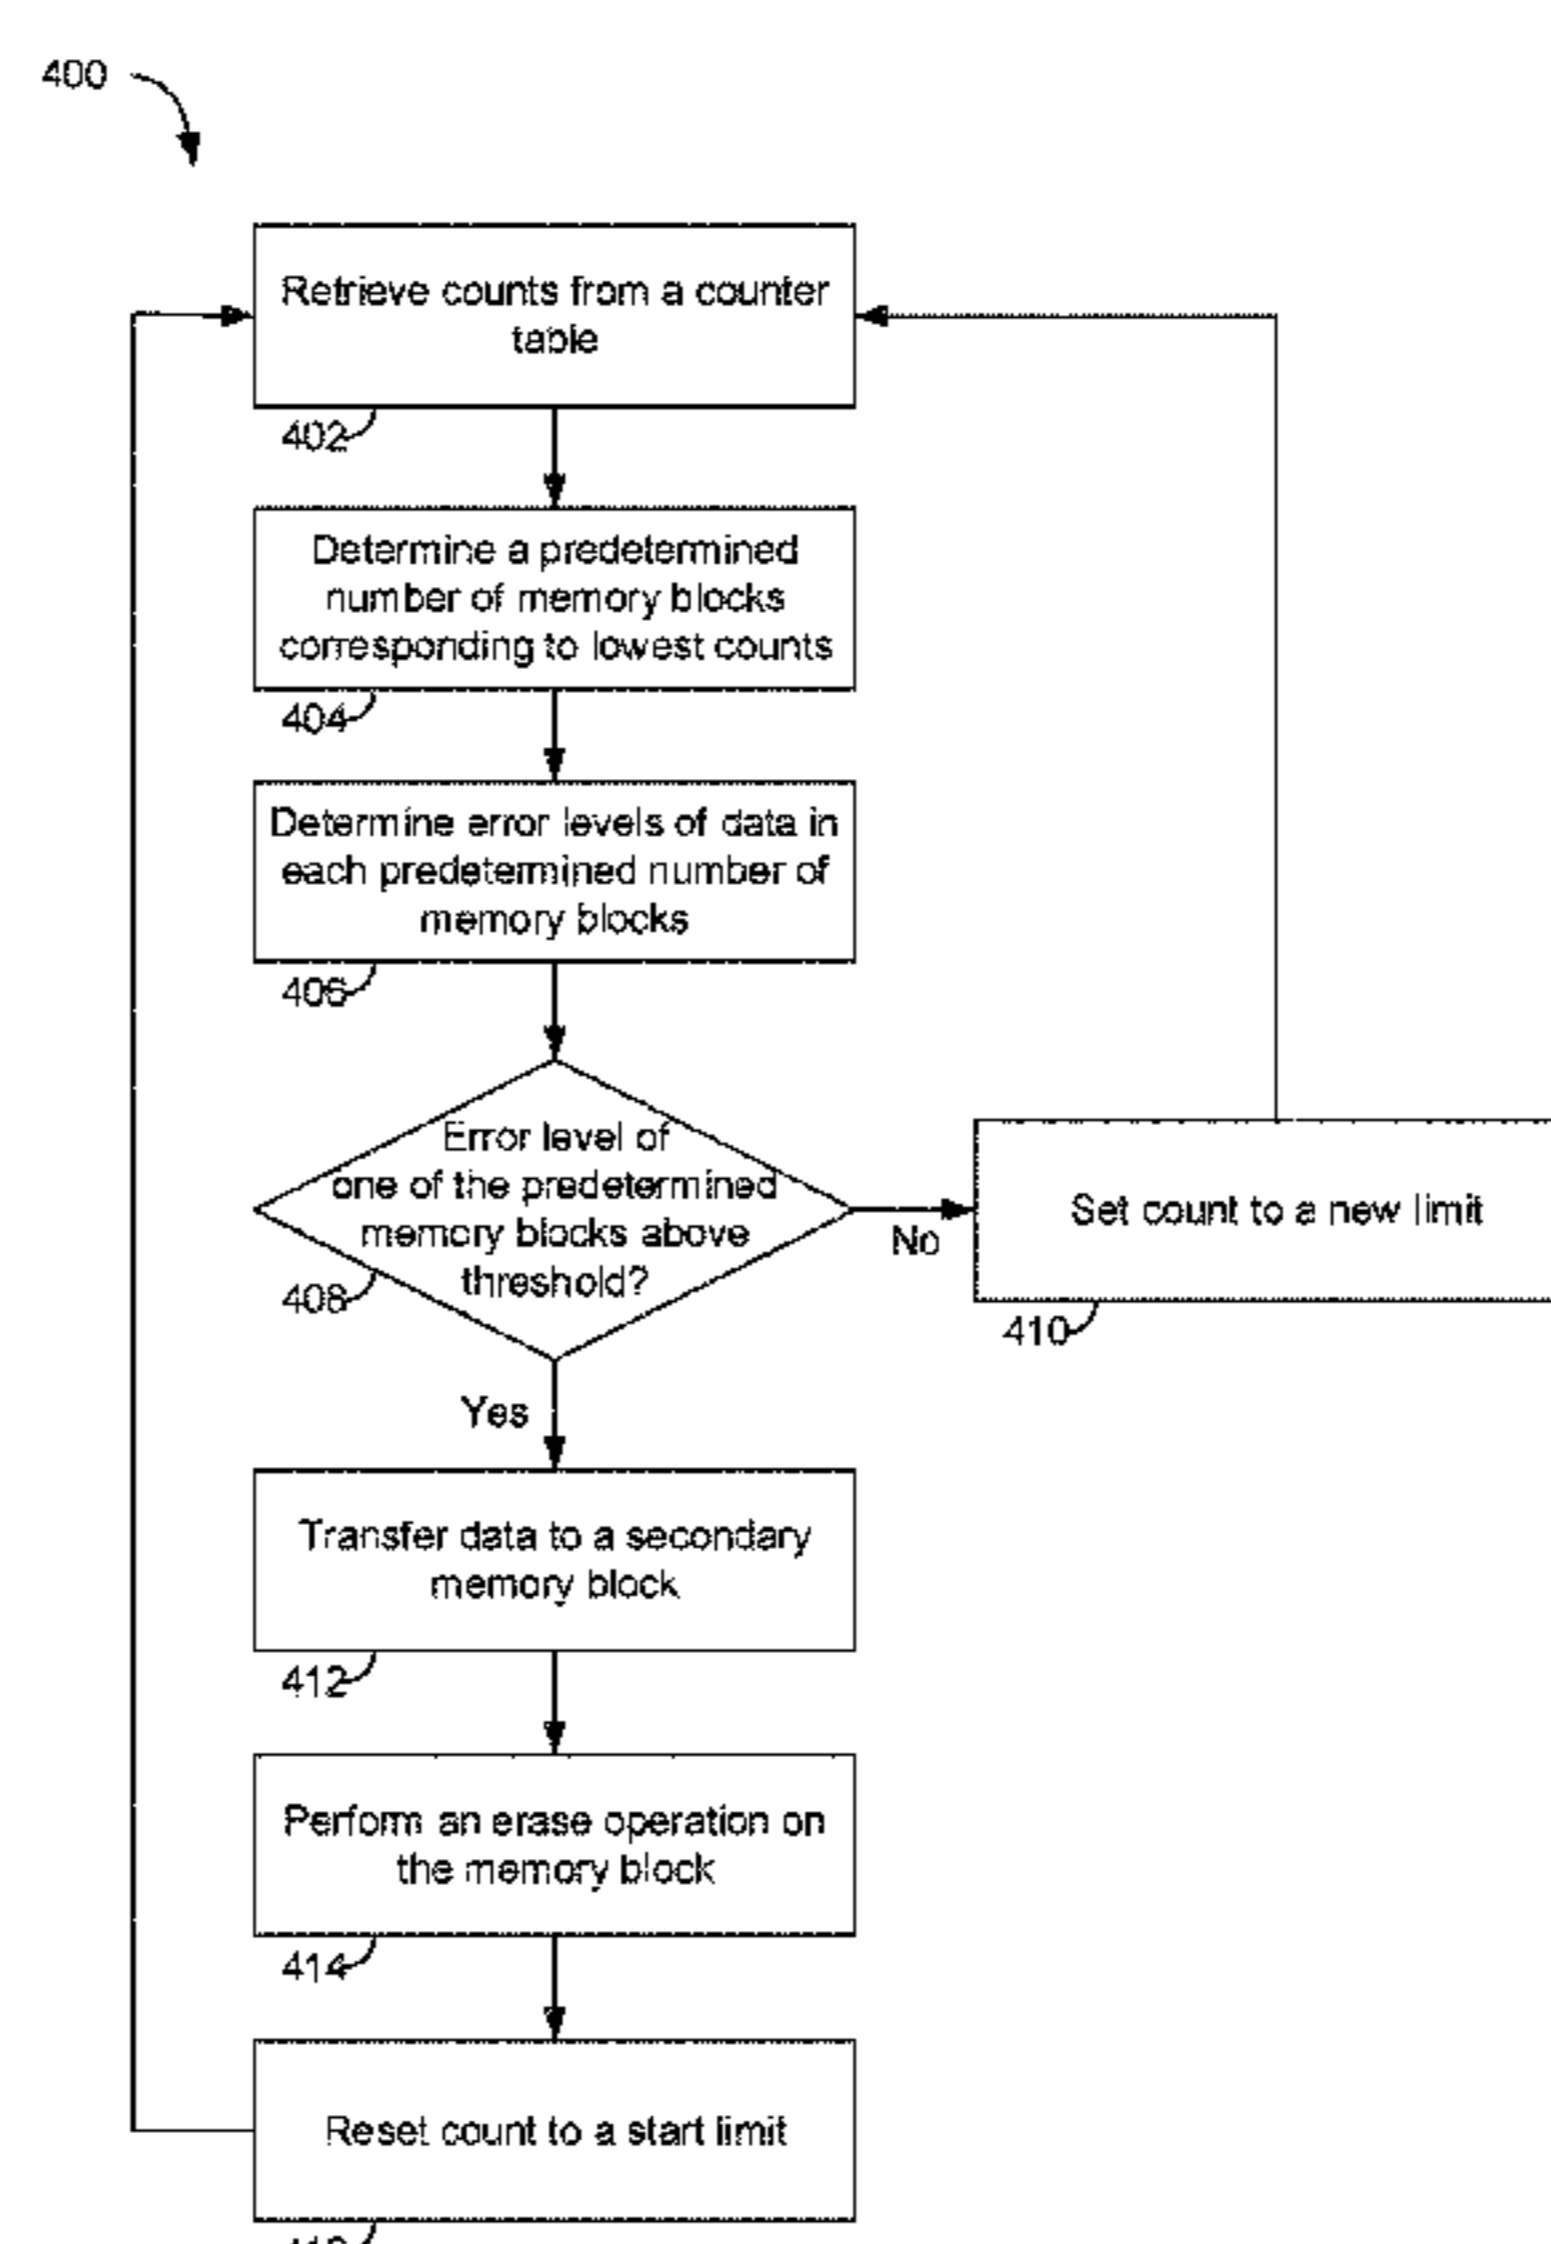 400
Retrieve counts from a counter
table
402
Determine a predetermined
number of memory blocks
corresponding to lowest counts
404
Determine error levels of data in
each predetermined number of
memory blocks
406
Error level of
one of the predetermined
memory blocks above
threshold?
408
No
Set count to a new limit
410
Yes
Transfer data to a secondary
memory block
412
Perform an erase operation on
the memory block
414
Reset count to a start limit